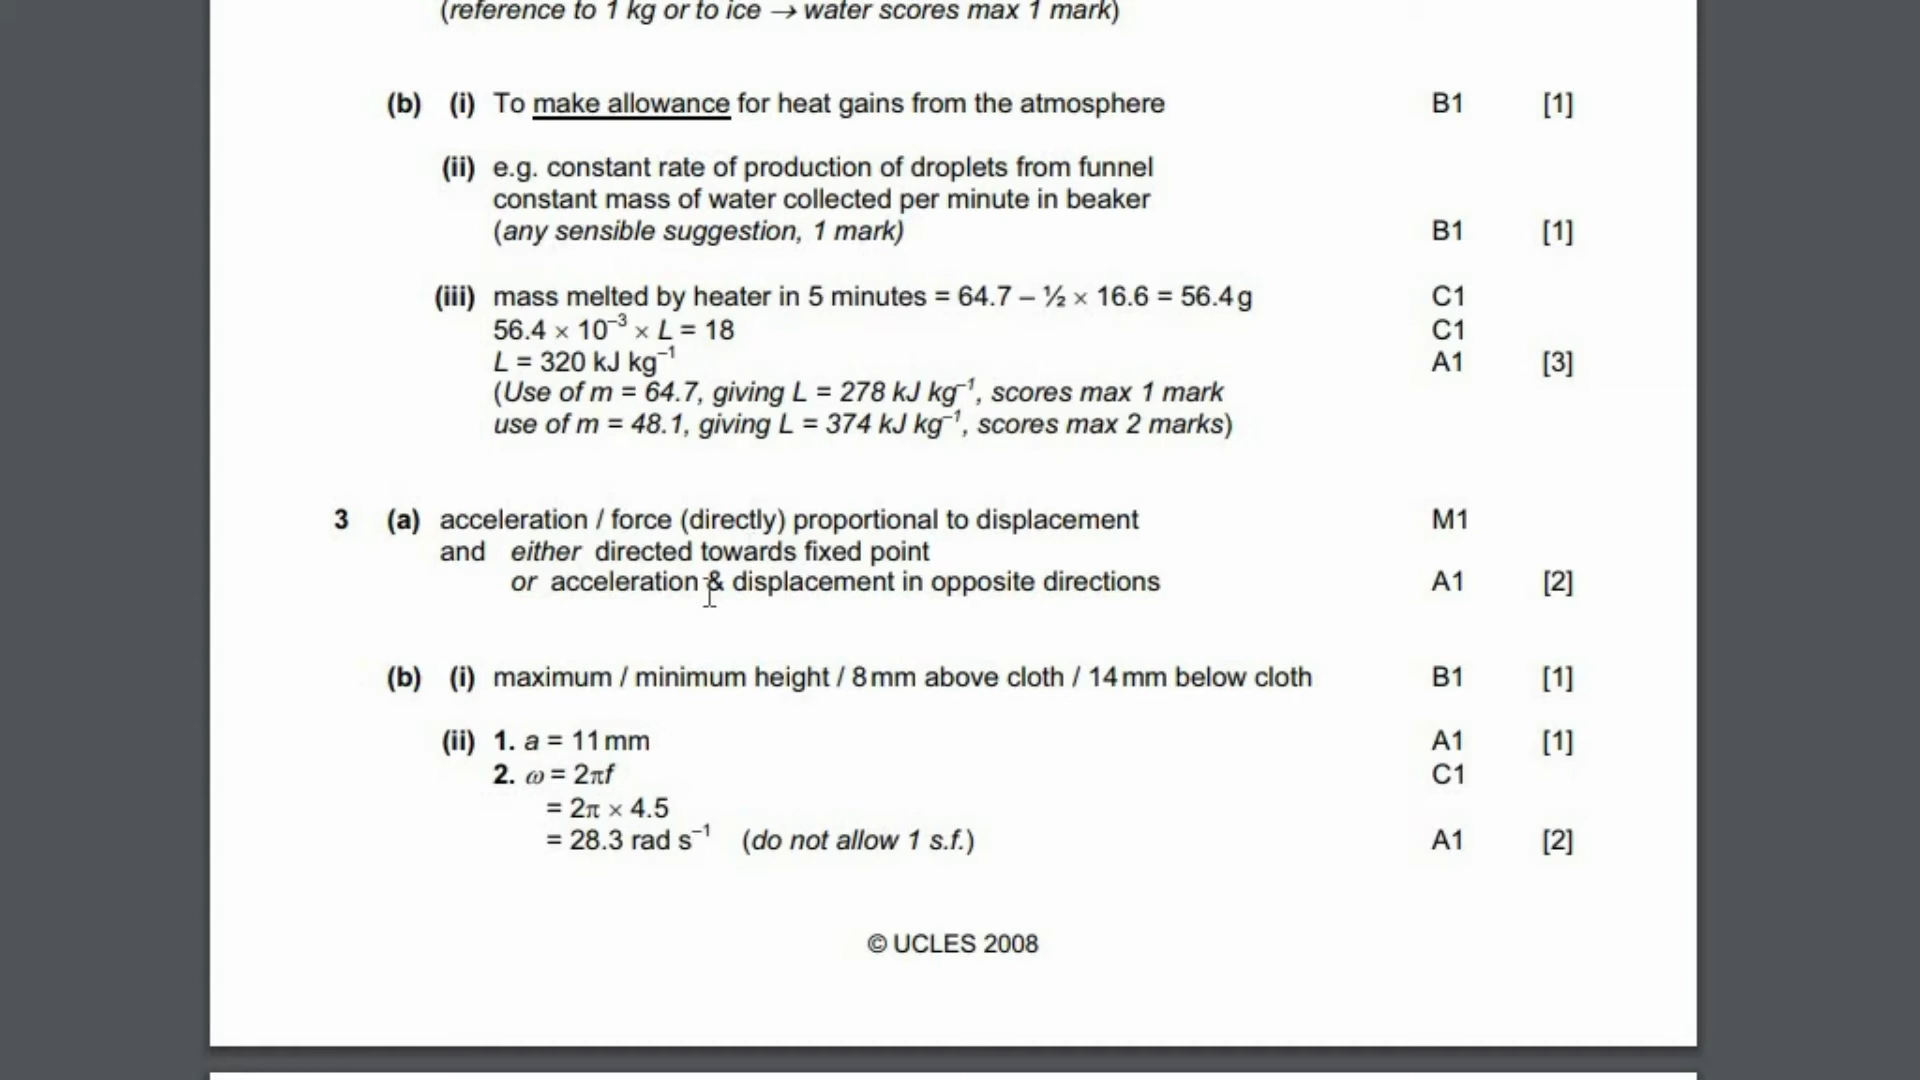 (reference to 1 kg or to ice → water scores max 1 mark)
(b) (i) To make allowance for heat gains from the atmosphere B1 [1]
(ii) e.g. constant rate of production of droplets from funnel
constant mass of water collected per minute in beaker
(any sensible suggestion, 1 mark) B1 [1]
(iii) mass melted by heater in 5 minutes = 64.7 – ½ × 16.6 = 56.4 g C1
56.4 × 10⁻³ × L = 18 C1
L = 320 kJ kg⁻¹ A1 [3]
(Use of m = 64.7, giving L = 278 kJ kg⁻¹, scores max 1 mark
use of m = 48.1, giving L = 374 kJ kg⁻¹, scores max 2 marks)
3 (a) acceleration / force (directly) proportional to displacement M1
and either directed towards fixed point
or acceleration & displacement in opposite directions A1 [2]
(b) (i) maximum / minimum height / 8 mm above cloth / 14 mm below cloth B1 [1]
(ii) 1. a = 11 mm A1 [1]
2. ω = 2πf C1
= 2π × 4.5
= 28.3 rad s⁻¹ (do not allow 1 s.f.) A1 [2]
© UCLES 2008